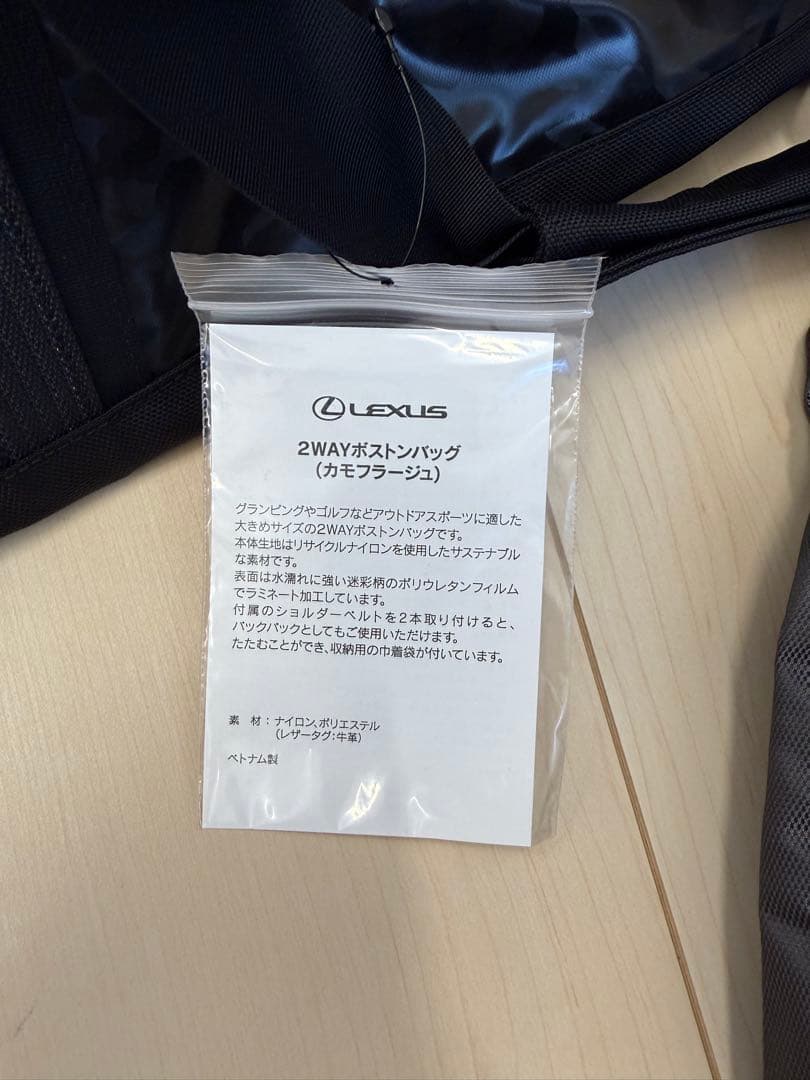 LEXUS
2WAYボストンバッグ
(カモフラージュ)
グランピングやゴルフなどアウトドアスポーツに適した
大きめサイズの2WAYボストンバッグです。
本体生地はリサイクルナイロンを使用したサステナブル
な素材です。
表面は水濡れに強い迷彩柄のポリウレタンフィルム
でラミネート加工しています。
付属のショルダーベルトを2本取り付けると、
バックパックとしてもご使用いただけます。
たたむことができ、収納用の巾着袋が付いています。
素 材：ナイロン、ポリエステル
(レザータグ：牛革)
ベトナム製